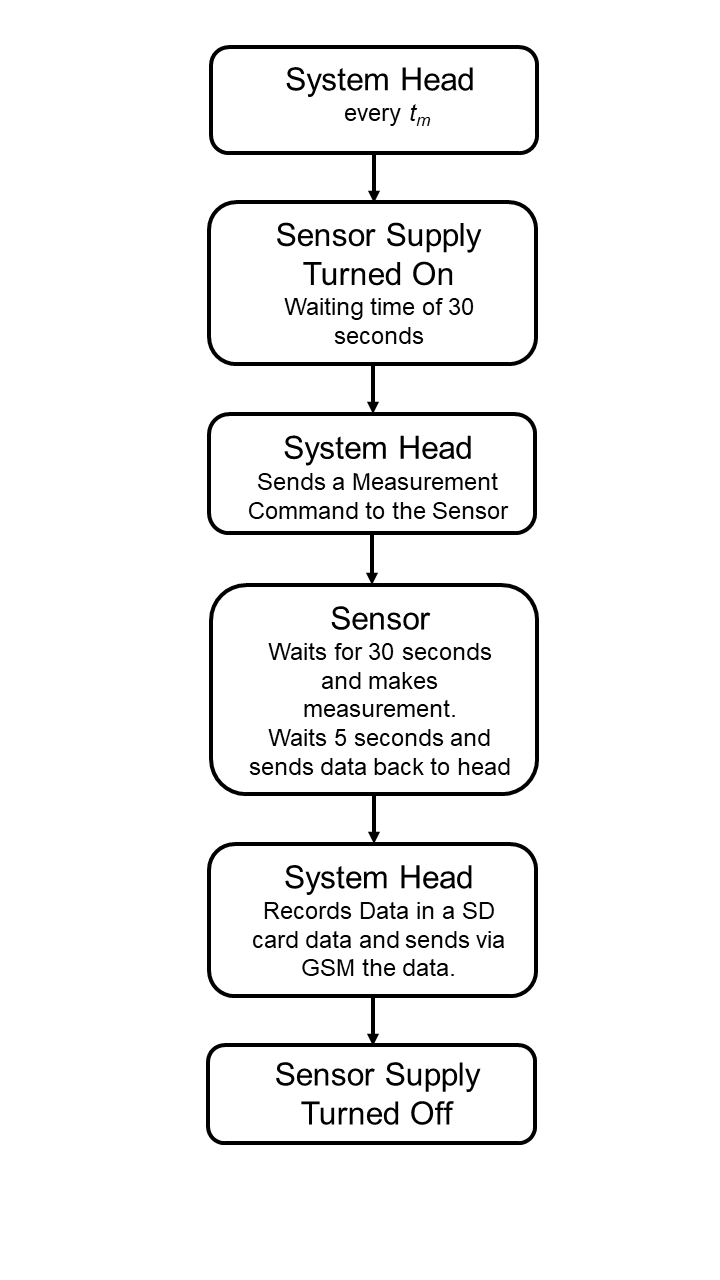 System Head
every tm
Sensor Supply
Turned On
Waiting time of 30
seconds
System Head
Sends a Measurement
Command to the Sensor
Sensor
Waits for 30 seconds
and makes
measurement.
Waits 5 seconds and
sends data back to head
System Head
Records Data in a SD
card data and sends via
GSM the data.
Sensor Supply
Turned Off